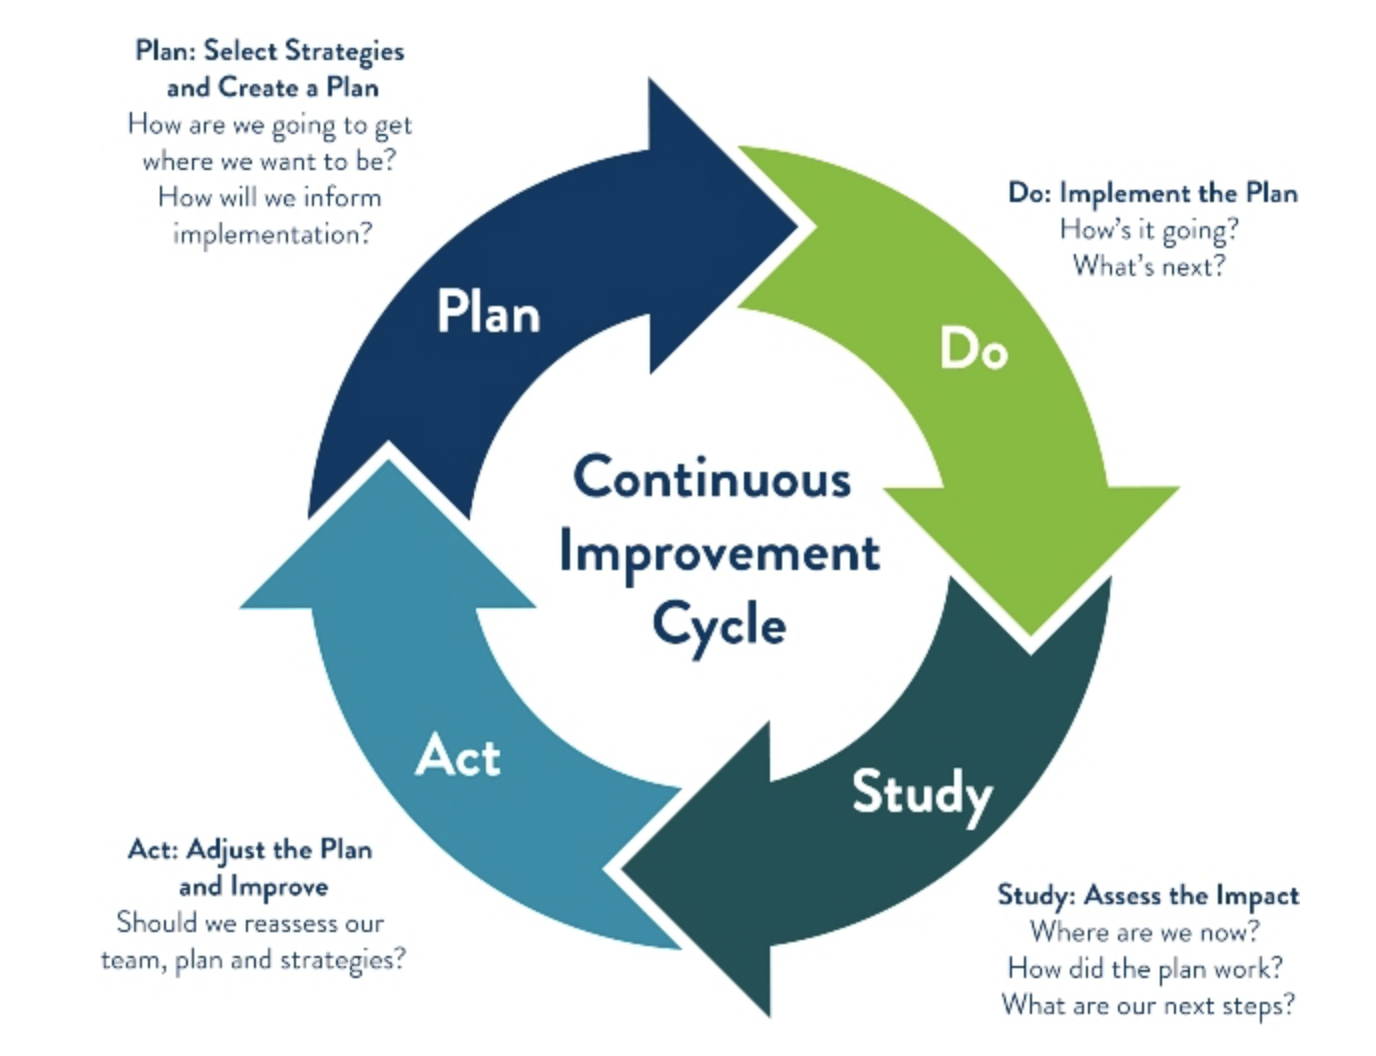 Plan: Select Strategies
and Create a Plan
How are we going to get
where we want to be?
How will we inform
implementation?
Do: Implement the Plan
How's it going?
What's next?
Plan
Do
Continuous
Improvement
Cycle
Act
Study
Act: Adjust the Plan
and Improve
Should we reassess our
team, plan and strategies?
Study: Assess the Impact
Where are we now?
How did the plan work?
What are our next steps?